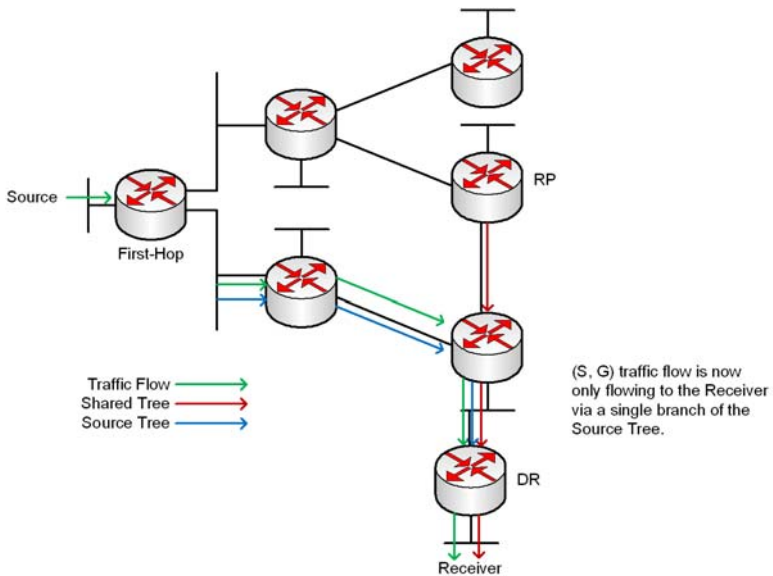 RP
Source
First-Hop
Traffic Flow
Shared Tree
Source Tree
(S, G) traffic flow is now
only flowing to the Receiver
via a single branch of the
Source Tree.
DR
Receiver